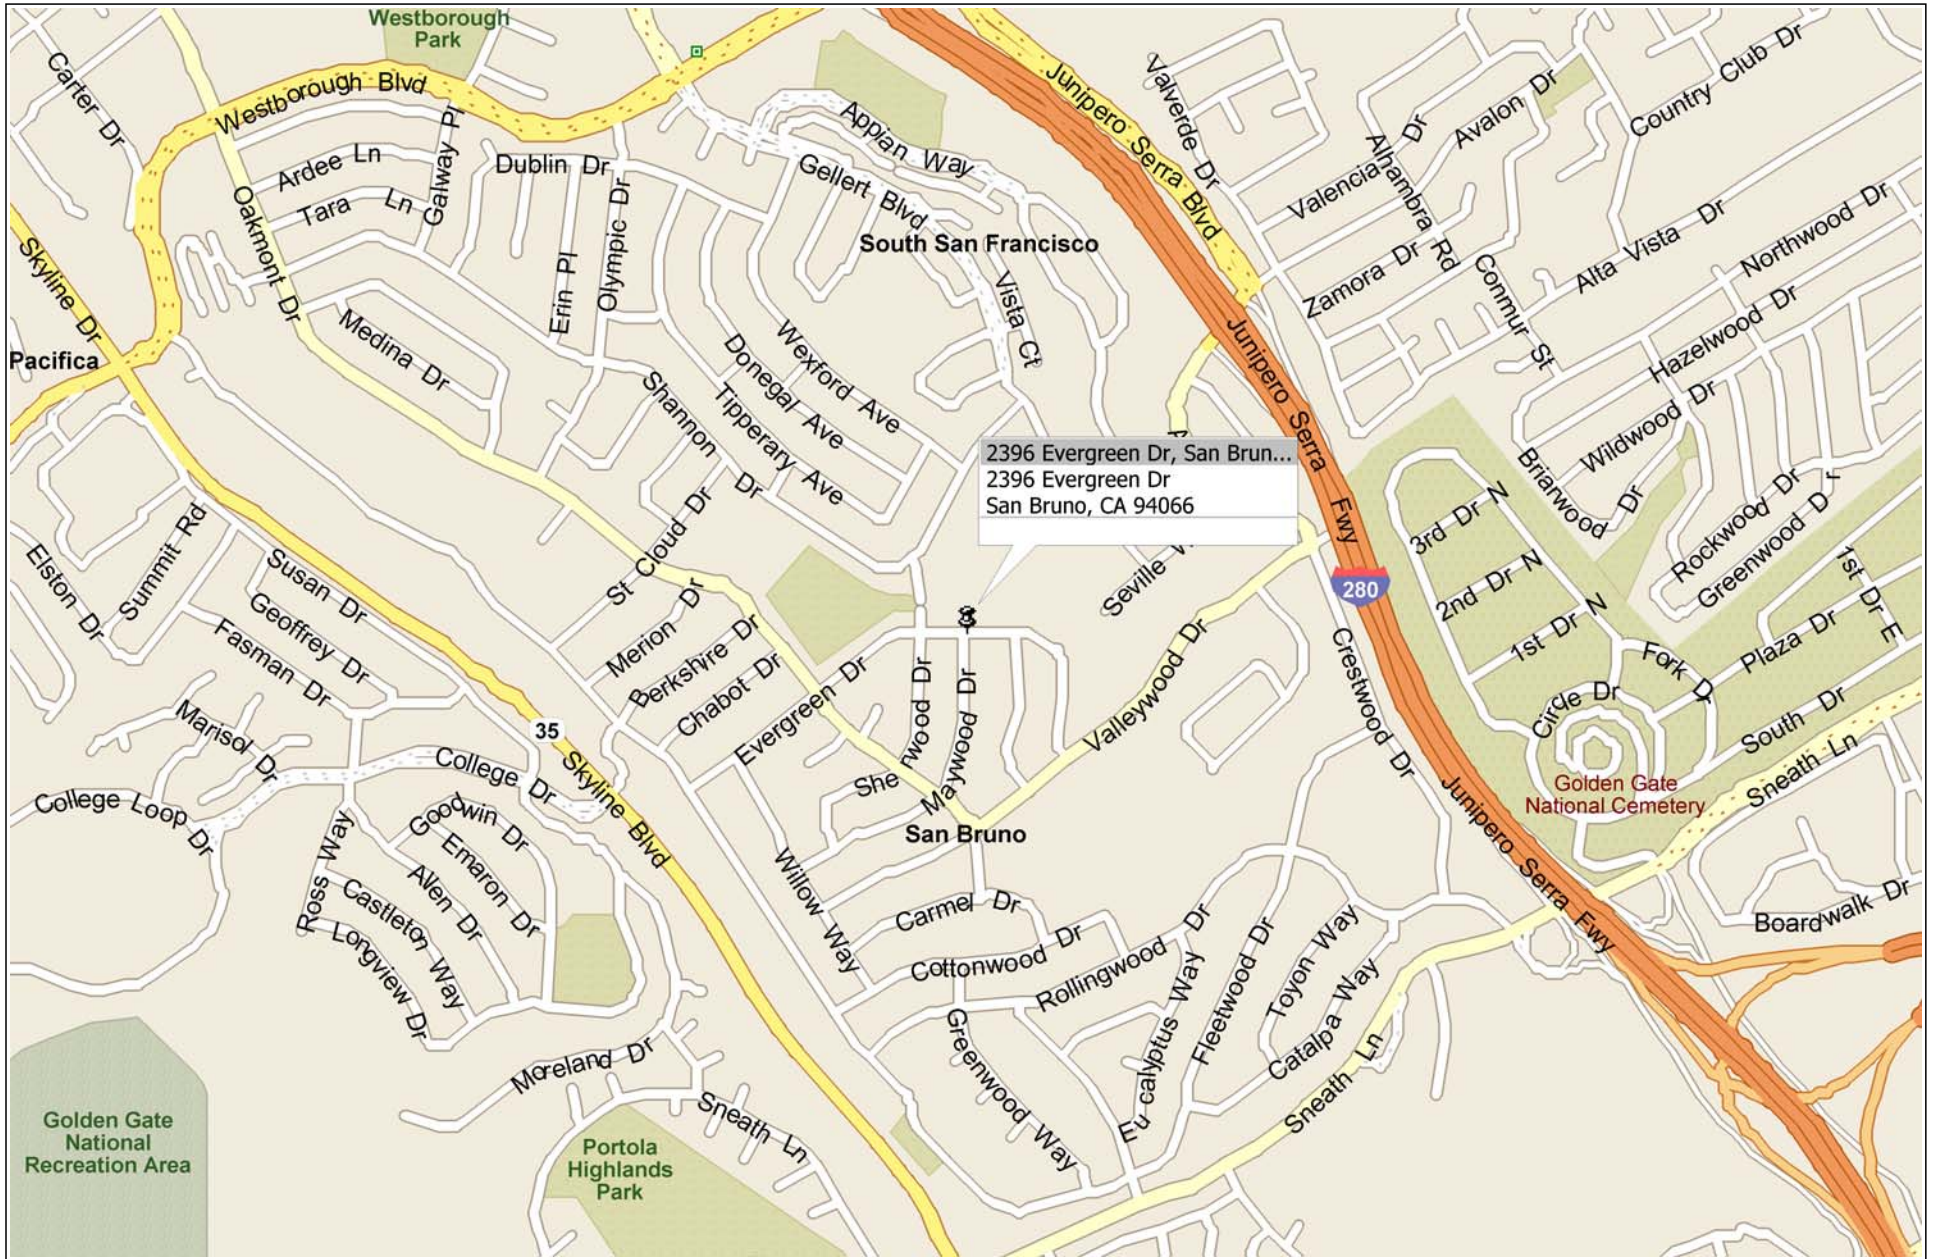 Westborough
Park
Carter Dr
Westborough Blvd
Junipero Serra Blvd
Valverde Dr
Country Club Dr
Avalon Dr
Appian Way
Galway Pl
Ardee Ln
Dublin Dr
Gellert Blvd
Valencia Dr
Alhambra Rd
Tara Ln
Oakmont Dr
Olympic Dr
Erin Pl
South San Francisco
Northwood Dr
Alta Vista Dr
Zamora Dr
Conmur St
Skyline Dr
Vista Ct
Hazelwood Dr
Medina Dr
Wexford Ave
Donegal Ave
Tipperary Ave
Shannon Dr
Pacifica
Junipero Serra Fwy
Wildwood Dr
2396 Evergreen Dr, San Brun...
2396 Evergreen Dr
San Bruno, CA 94066
Briarwood Dr
Rockwood Dr
Greenwood Dr
3rd Dr N
2nd Dr N
1st Dr N
1st Dr E
Summit Rd
Elston Dr
Susan Dr
Geoffrey Dr
Fasman Dr
St Cloud Dr
Merion Dr
Berkshire Dr
Chabot Dr
Evergreen Dr
Seville
280
Crestwood Dr
Fork Dr
Plaza Dr
Circle Dr
South Dr
Sneath Ln
Golden Gate
National Cemetery
Marisol Dr
35
Skyline Blvd
College Dr
College Loop Dr
Sherwood Dr
Maywood Dr
Valleywood Dr
San Bruno
Goodwin Dr
Emaron Dr
Allen Dr
Ross Way
Castleton Way
Longview Dr
Willow Way
Carmel Dr
Cottonwood Dr
Rollingwood Dr
Junipero Serra Fwy
Boardwalk Dr
Greenwood Way
Eucalyptus Way
Fleetwood Dr
Toyon Way
Catalpa Way
Sneath Ln
Moreland Dr
Sneath Ln
Golden Gate
National
Recreation Area
Portola
Highlands
Park